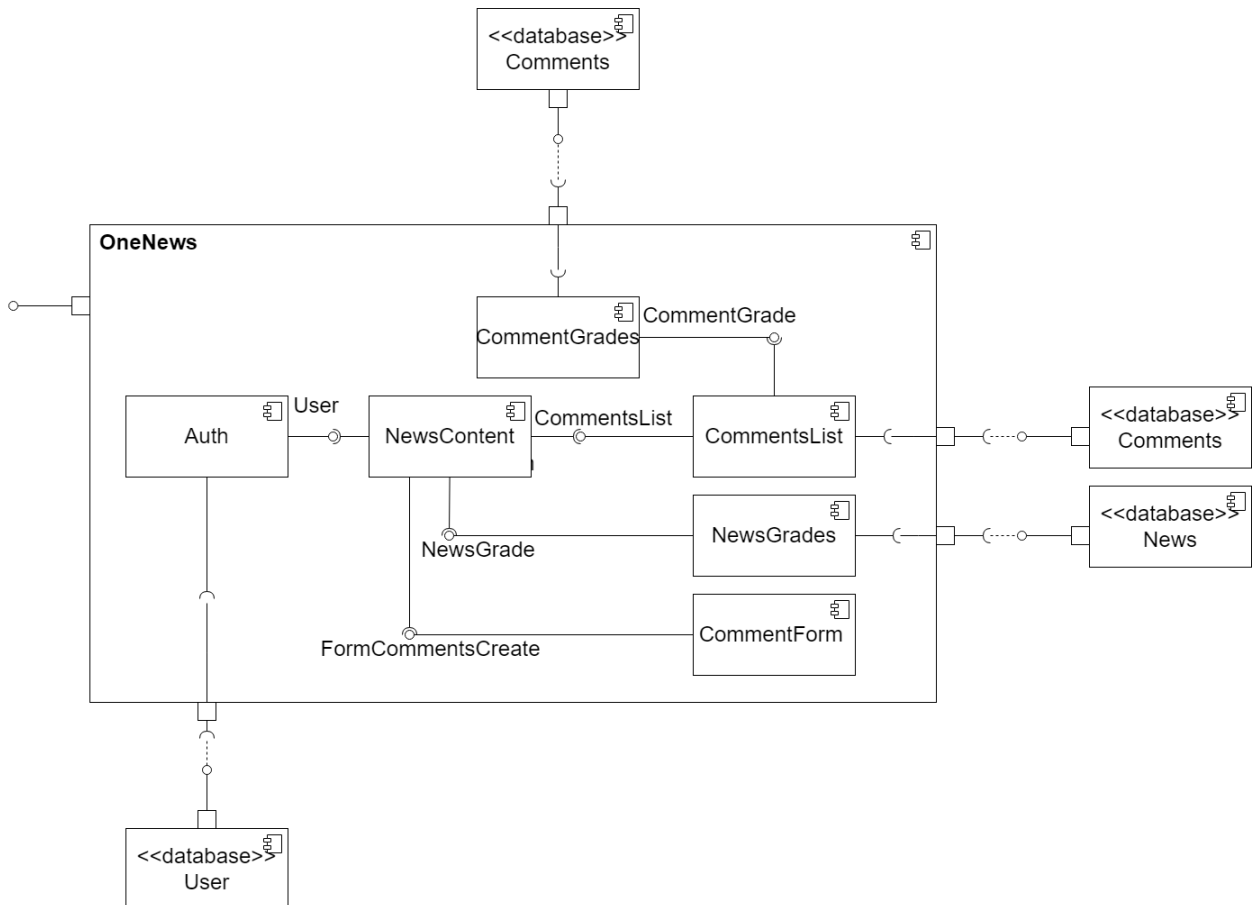 <<database>>
Comments
OneNews
CommentGrades
CommentGrade
Auth
User
NewsContent
CommentsList
CommentsList
<<database>>
Comments
NewsGrade
NewsGrades
<<database>>
News
FormCommentsCreate
CommentForm
<<database>>
User